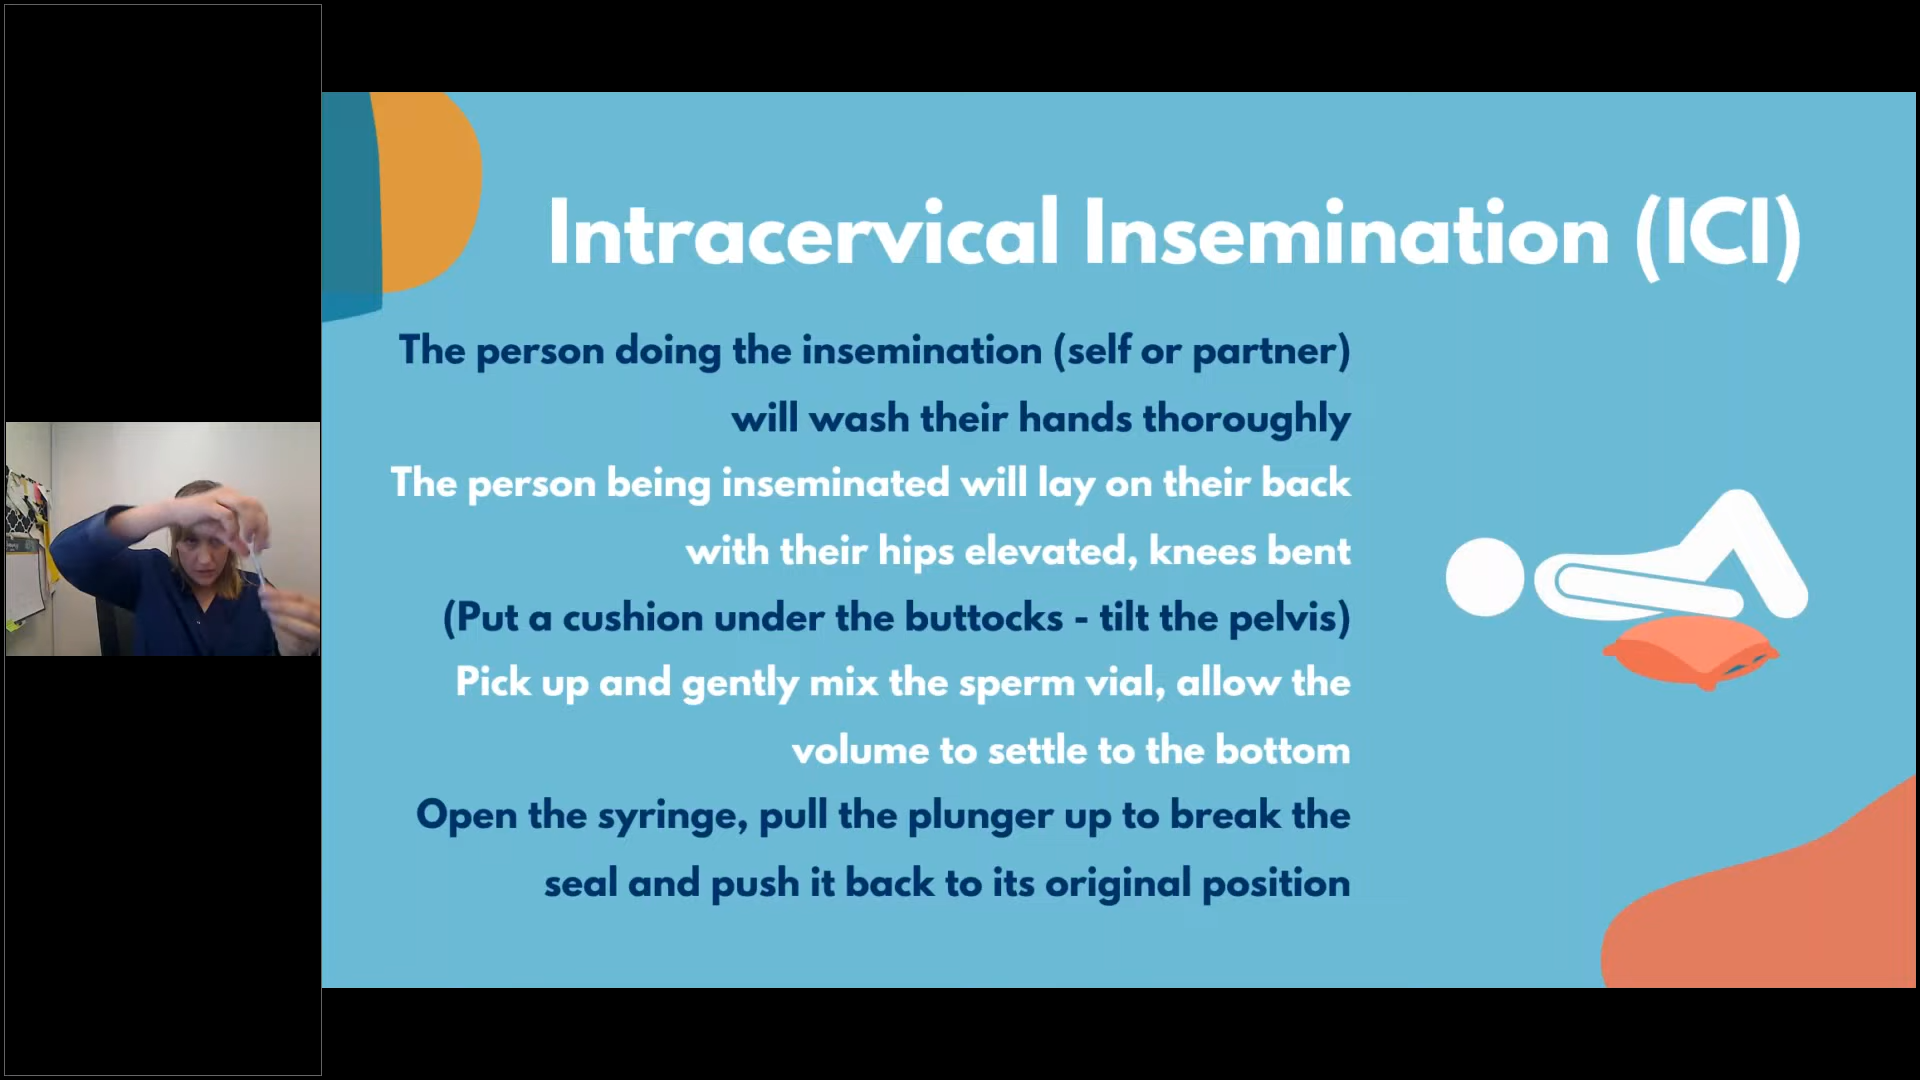 Intracervical Insemination (ICI)
The person doing the insemination (self or partner)
will wash their hands thoroughly
The person being inseminated will lay on their back
with their hips elevated, knees bent
(Put a cushion under the buttocks - tilt the pelvis)
Pick up and gently mix the sperm vial, allow the
volume to settle to the bottom
Open the syringe, pull the plunger up to break the
seal and push it back to its original position